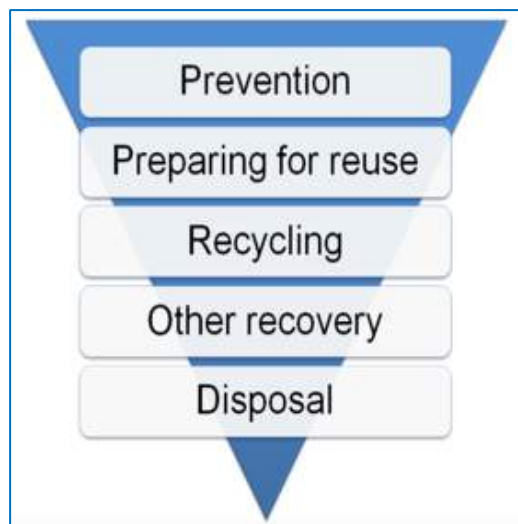 Prevention
Preparing for reuse
Recycling
Other recovery
Disposal